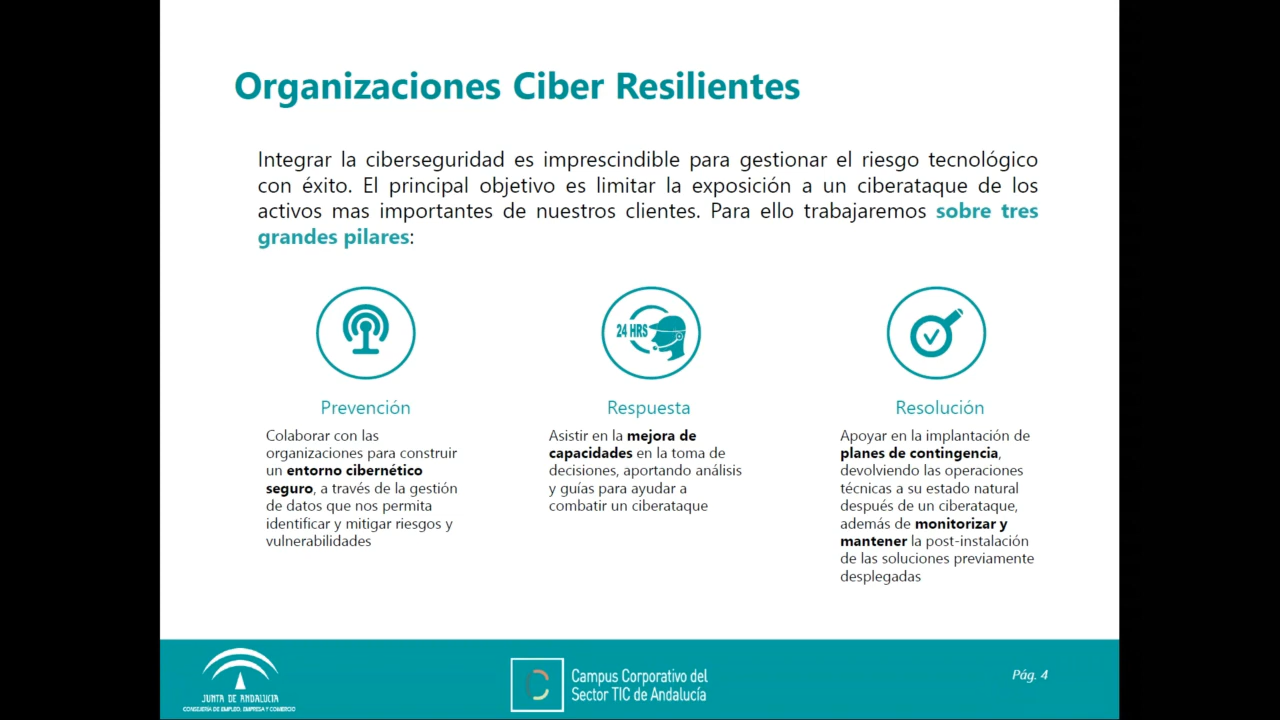 Organizaciones Ciber Resilientes
Integrar la ciberseguridad es imprescindible para gestionar el riesgo tecnológico
con éxito. El principal objetivo es limitar la exposición a un ciberataque de los
activos mas importantes de nuestros clientes. Para ello trabajaremos sobre tres
grandes pilares:
24 HRS
Prevención
Colaborar con las
organizaciones para construir
un entorno cibernético
seguro, a través de la gestión
de datos que nos permita
identificar y mitigar riesgos y
vulnerabilidades
Respuesta
Asistir en la mejora de
capacidades en la toma de
decisiones, aportando análisis
y guías para ayudar a
combatir un ciberataque
Resolución
Apoyar en la implantación de
planes de contingencia,
devolviendo las operaciones
técnicas a su estado natural
después de un ciberataque,
además de monitorizar y
mantener la post-instalación
de las soluciones previamente
desplegadas
JUNTA DE ANDALUCIA
CONSEJERÍA DE EMPLEO, EMPRESA Y COMERCIO
Campus Corporativo del
Sector TIC de Andalucía
Pág. 4